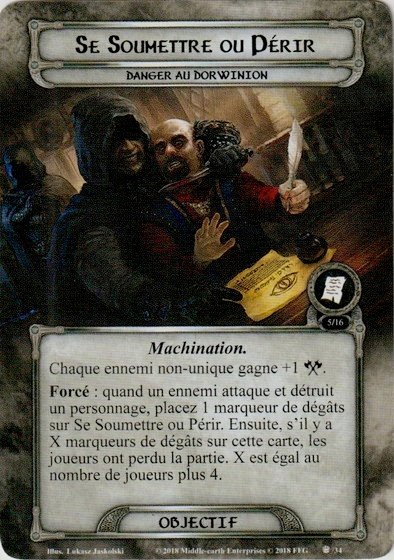 Se Soumettre ou Périr
Danger au Dorwinion
5/16
Machination.
Chaque ennemi non-unique gagne +1 .
Forcé : quand un ennemi attaque et détruit
un personnage, placez 1 marqueur de dégâts
sur Se Soumettre ou Périr. Ensuite, s'il y a
X marqueurs de dégâts sur cette carte, les
joueurs ont perdu la partie. X est égal au
nombre de joueurs plus 4.
Objectif
Illus. Lukasz Jaskolski © 2018 Middle-earth Enterprises © 2018 FFG 34